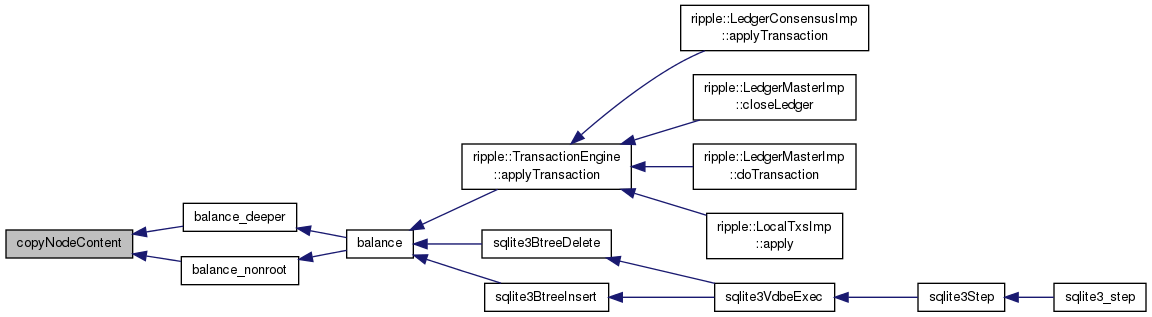 ripple::LedgerConsensusImp
::applyTransaction
ripple::LedgerMasterImp
::closeLedger
ripple::TransactionEngine
::applyTransaction
ripple::LedgerMasterImp
::doTransaction
balance_deeper
ripple::LocalTxsImp
::apply
copyNodeContent
balance
sqlite3BtreeDelete
balance_nonroot
sqlite3BtreeInsert
sqlite3VdbeExec
sqlite3Step
sqlite3_step